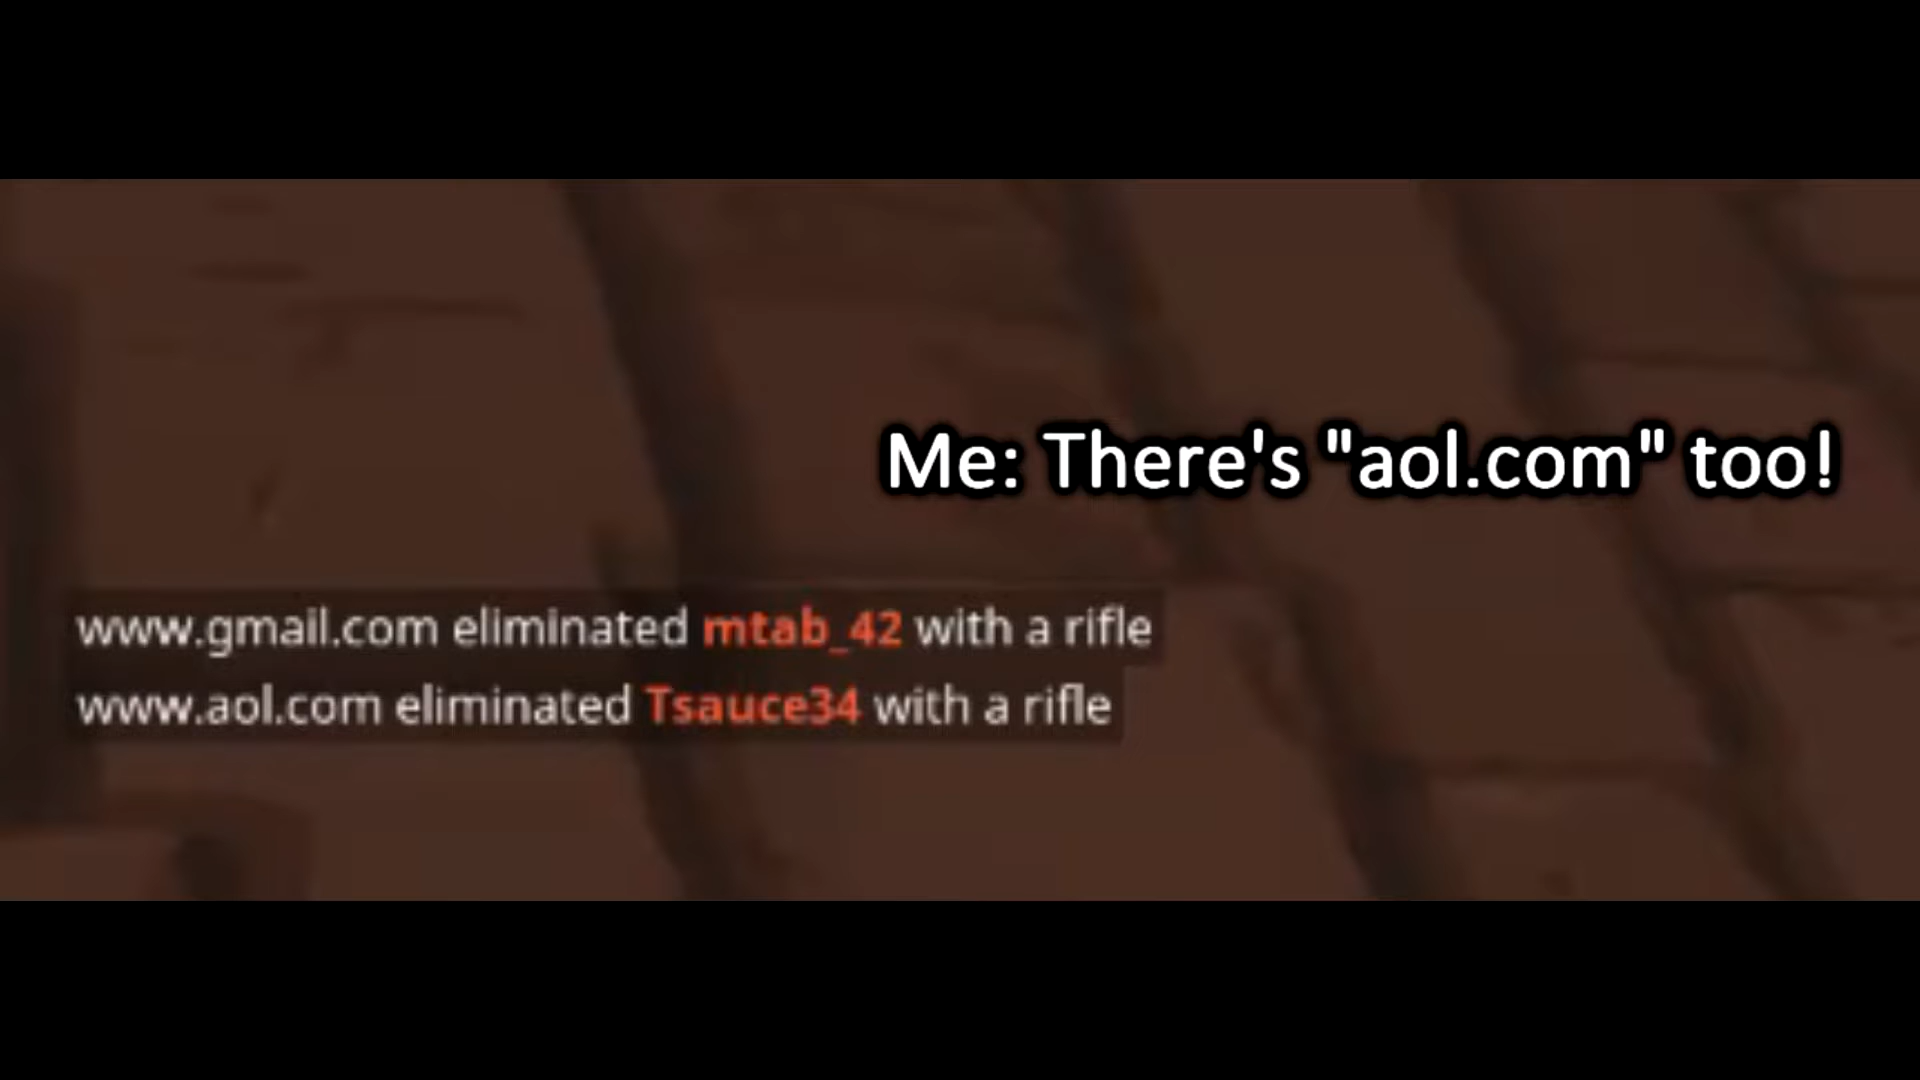 Me: There's "aol.com" too!
www.gmail.com eliminated mtab_42 with a rifle
www.aol.com eliminated Tsauce34 with a rifle